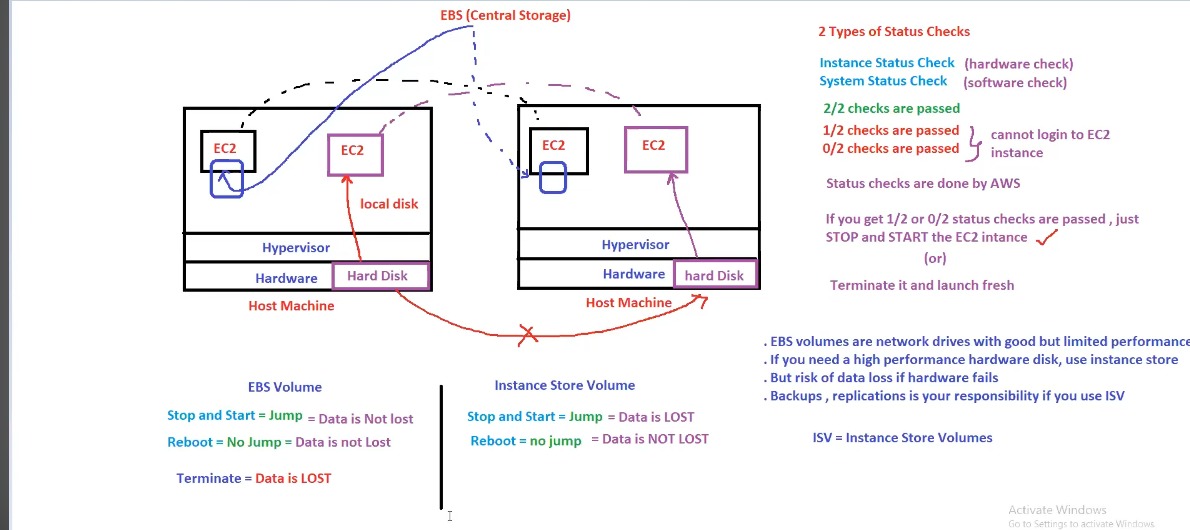 EBS (Central Storage)
EC2
EC2
local disk
Hypervisor
Hardware
Hard Disk
Host Machine
EC2
EC2
Hypervisor
Hardware
hard Disk
Host Machine
2 Types of Status Checks
Instance Status Check (hardware check)
System Status Check (software check)
2/2 checks are passed
1/2 checks are passed
0/2 checks are passed
cannot login to EC2
instance
Status checks are done by AWS
If you get 1/2 or 0/2 status checks are passed , just
STOP and START the EC2 intance
(or)
Terminate it and launch fresh
. EBS volumes are network drives with good but limited performance
. If you need a high performance hardware disk, use instance store
. But risk of data loss if hardware fails
. Backups , replications is your responsibility if you use ISV
ISV = Instance Store Volumes
EBS Volume
Stop and Start = Jump = Data is Not lost
Reboot = No Jump = Data is not Lost
Terminate = Data is LOST
Instance Store Volume
Stop and Start = Jump = Data is LOST
Reboot = no jump = Data is NOT LOST
Activate Windows
Go to Settings to activate Windows.